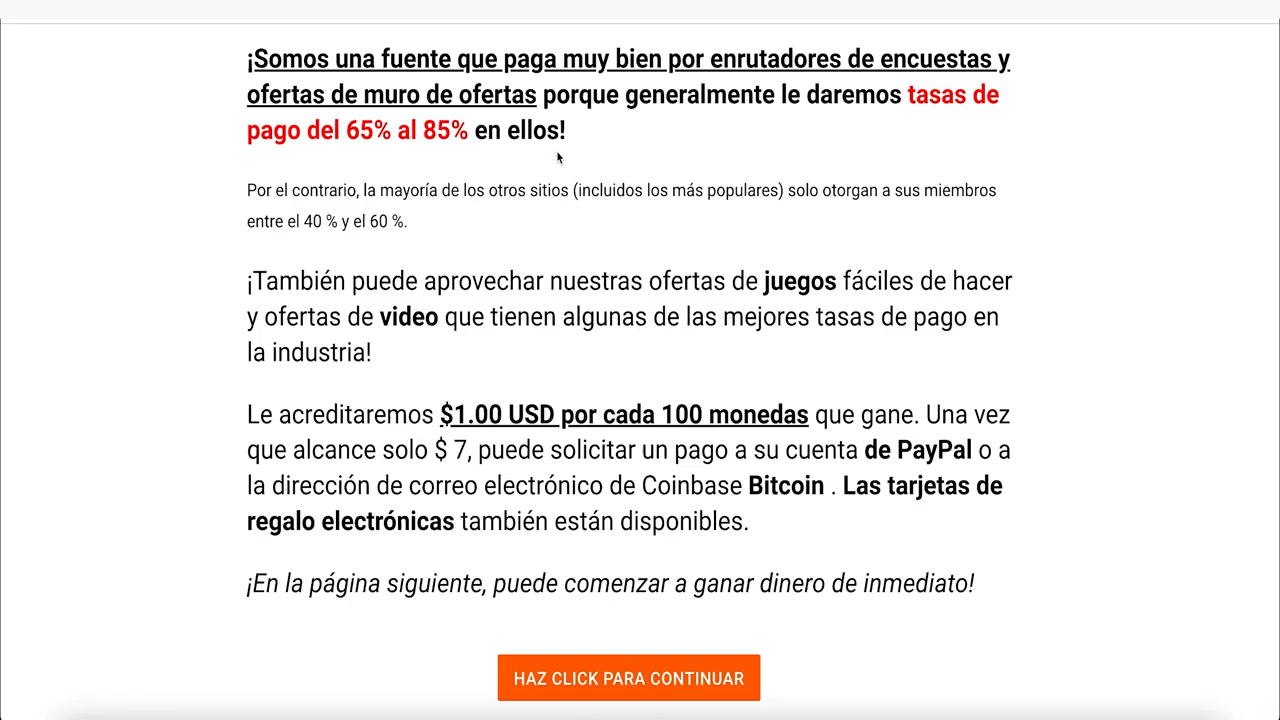 ¡Somos una fuente que paga muy bien por enrutadores de encuestas y
ofertas de muro de ofertas porque generalmente le daremos tasas de
pago del 65% al 85% en ellos!
Por el contrario, la mayoría de los otros sitios (incluidos los más populares) solo otorgan a sus miembros
entre el 40 % y el 60 %.
¡También puede aprovechar nuestras ofertas de juegos fáciles de hacer
y ofertas de video que tienen algunas de las mejores tasas de pago en
la industria!
Le acreditaremos $1.00 USD por cada 100 monedas que gane. Una vez
que alcance solo $ 7, puede solicitar un pago a su cuenta de PayPal o a
la dirección de correo electrónico de Coinbase Bitcoin . Las tarjetas de
regalo electrónicas también están disponibles.
¡En la página siguiente, puede comenzar a ganar dinero de inmediato!
HAZ CLICK PARA CONTINUAR